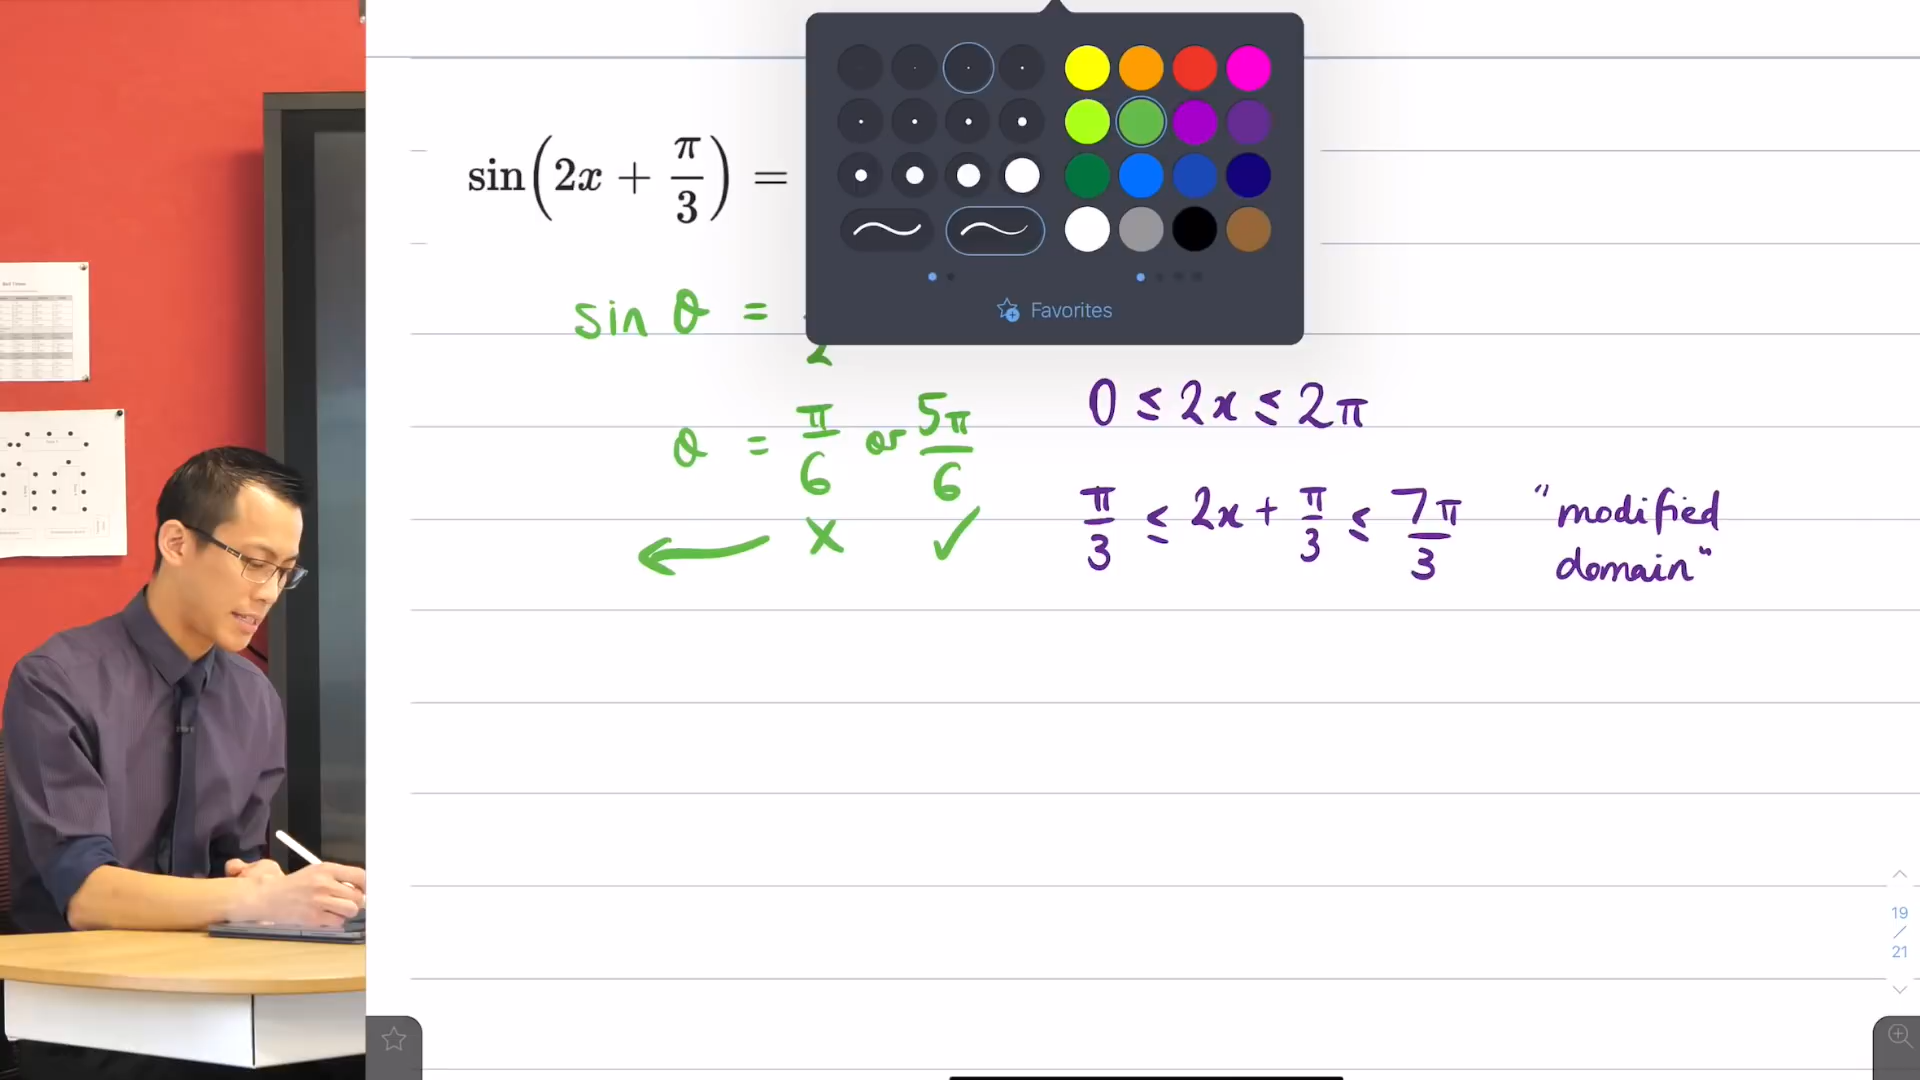 sin(2x + π/3) =
sin θ =
2
θ = π/6 or 5π/6
x ✓
0 ≤ 2x ≤ 2π
π/3 ≤ 2x + π/3 ≤ 7π/3
"modified
domain"
Favorites
19
/
21